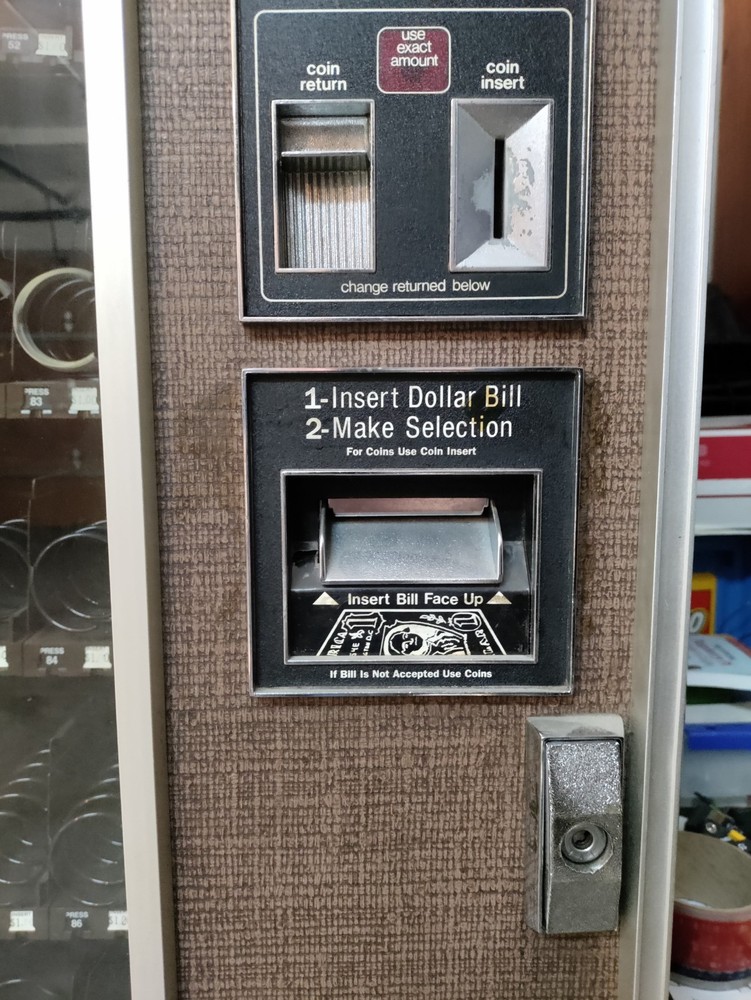 PRESS
52
use
exact
amount
coin
return
coin
insert
change returned below
PRESS
83
1-Insert Dollar Bill
2-Make Selection
For Coins Use Coin Insert
Insert Bill Face Up
If Bill Is Not Accepted Use Coins
PRESS
84
PRESS
86